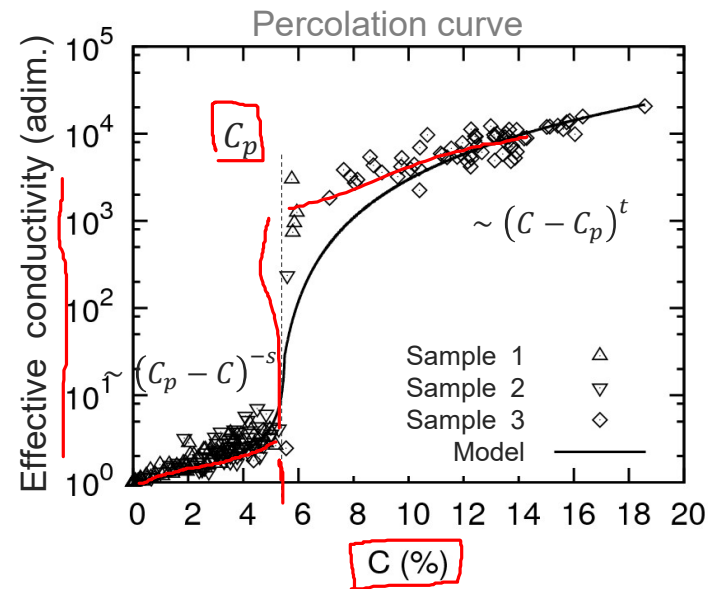 Percolation curve
Effective conductivity (adim.)
10^5
10^4
10^3
10^2
10^1
10^0
C_p
~ (C - C_p)^t
~ (C_p - C)^{-s}
Sample 1
Sample 2
Sample 3
Model
0 2 4 6 8 10 12 14 16 18 20
C (%)